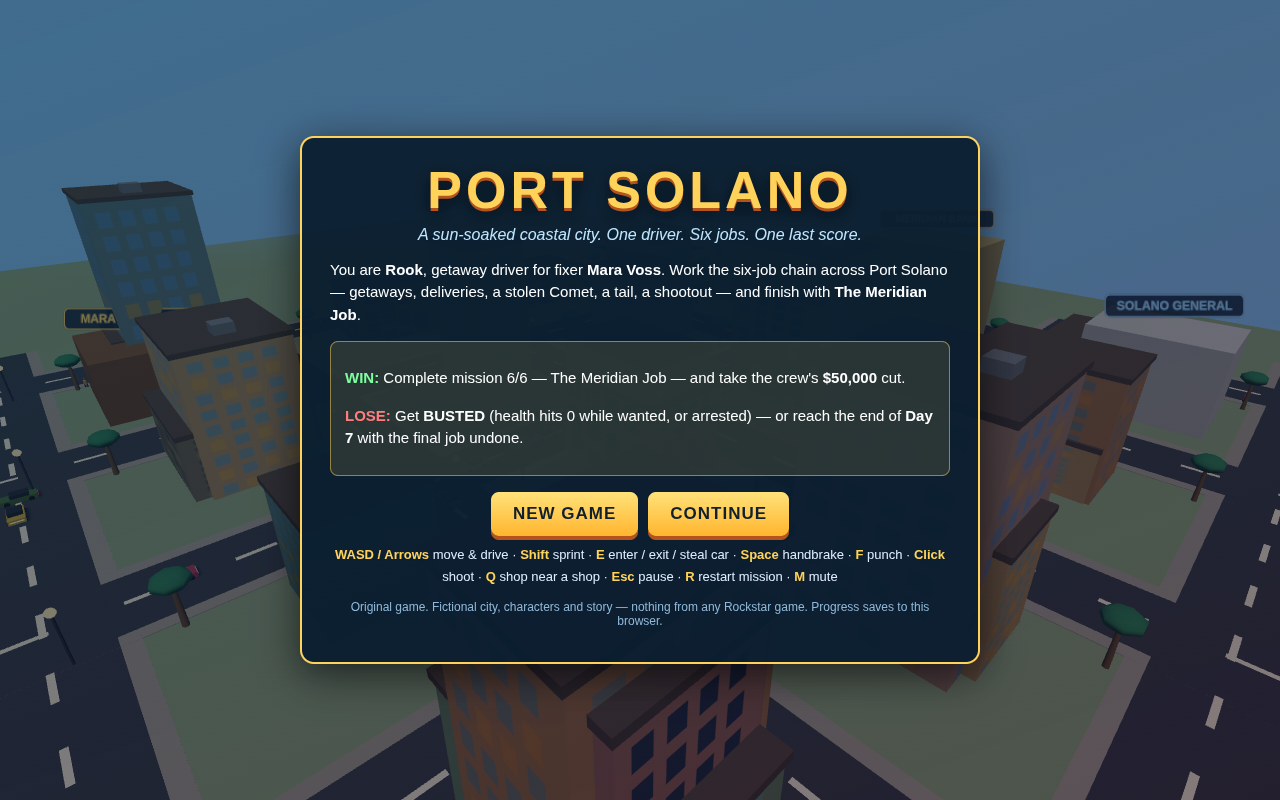 PORT SOLANO
A sun-soaked coastal city. One driver. Six jobs. One last score.
You are Rook, getaway driver for fixer Mara Voss. Work the six-job chain across Port Solano
— getaways, deliveries, a stolen Comet, a tail, a shootout — and finish with The Meridian
Job.
MARA
SOLANO GENERAL
WIN: Complete mission 6/6 — The Meridian Job — and take the crew's $50,000 cut.
LOSE: Get BUSTED (health hits 0 while wanted, or arrested) — or reach the end of Day
7 with the final job undone.
NEW GAME
CONTINUE
WASD / Arrows move & drive · Shift sprint · E enter / exit / steal car · Space handbrake · F punch · Click
shoot · Q shop near a shop · Esc pause · R restart mission · M mute
Original game. Fictional city, characters and story — nothing from any Rockstar game. Progress saves to this
browser.